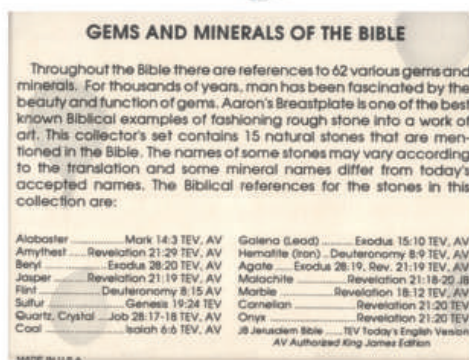 GEMS AND MINERALS OF THE BIBLE
Throughout the Bible there are references to 62 various gems and
minerals. For thousands of years, man has been fascinated by the
beauty and function of gems. Aaron's Breastplate is one of the best
known Biblical examples of fashioning rough stone into a work of
art. This collector's set contains 15 natural stones that are men-
tioned in the Bible. The names of some stones may vary according
to the translation and some mineral names differ from today's
accepted names. The Biblical references for the stones in this
collection are:
Alabaster ............ Mark 14:3 TEV, AV
Amythest ...... Revelation 21:29 TEV, AV
Beryl ............ Exodus 28:20 TEV, AV
Jasper ......... Revelation 21:19 TEV, AV
Flint ............ Deuteronomy 8:15 AV
Sulfur ............ Genesis 19:24 TEV
Quartz, Crystal ... Job 28:17-18 TEV, AV
Coal ............ Isaiah 6:6 TEV, AV
Galena (Lead) ...... Exodus 15:10 TEV, AV
Hematite (Iron) .. Deuteronomy 8:9 TEV, AV
Agate ..... Exodus 28:19, Rev. 21:19 TEV, AV
Malachite ......... Revelation 21:18-20 JB
Marble ......... Revelation 18:12 TEV, AV
Carnelian ............ Revelation 21:20 TEV
Onyx ............ Revelation 21:20 TEV
JB Jerusalem Bible ..... TEV Today's English Version
AV Authorized King James Edition
MADE IN U.S.A.